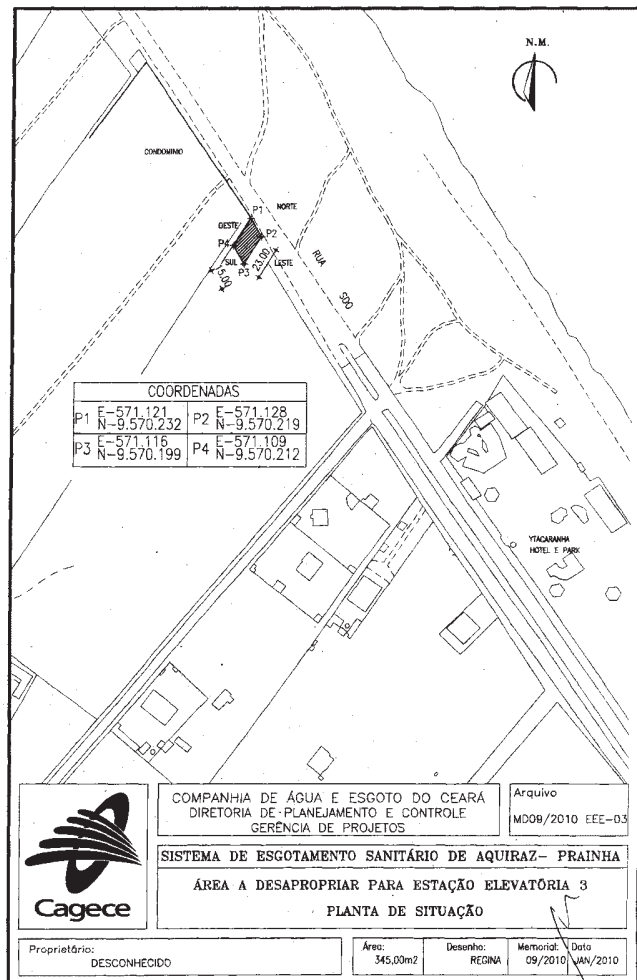 N.M.
CONDOMINIO
NORTE
P1
OESTE
P2
P4
SUL
LESTE
P3
23.00
15.00
RUA
SDO
COORDENADAS
P1 E-571.121 N-9.570.232 P2 E-571.128 N-9.570.219
P3 E-571.116 N-9.570.199 P4 E-571.109 N-9.570.212
YTACARANHA
HOTEL E PARK
Cagece
COMPANHIA DE ÁGUA E ESGOTO DO CEARÁ
DIRETORIA DE PLANEJAMENTO E CONTROLE
GERÊNCIA DE PROJETOS
Arquivo
MD09/2010 EEE-03
SISTEMA DE ESGOTAMENTO SANITÁRIO DE AQUIRAZ- PRAINHA
ÁREA A DESAPROPRIAR PARA ESTAÇÃO ELEVATÓRIA 3
PLANTA DE SITUAÇÃO
Proprietário:
DESCONHECIDO
Área:
345,00m2
Desenho:
REGINA
Memorial:
09/2010
Data
JAN/2010